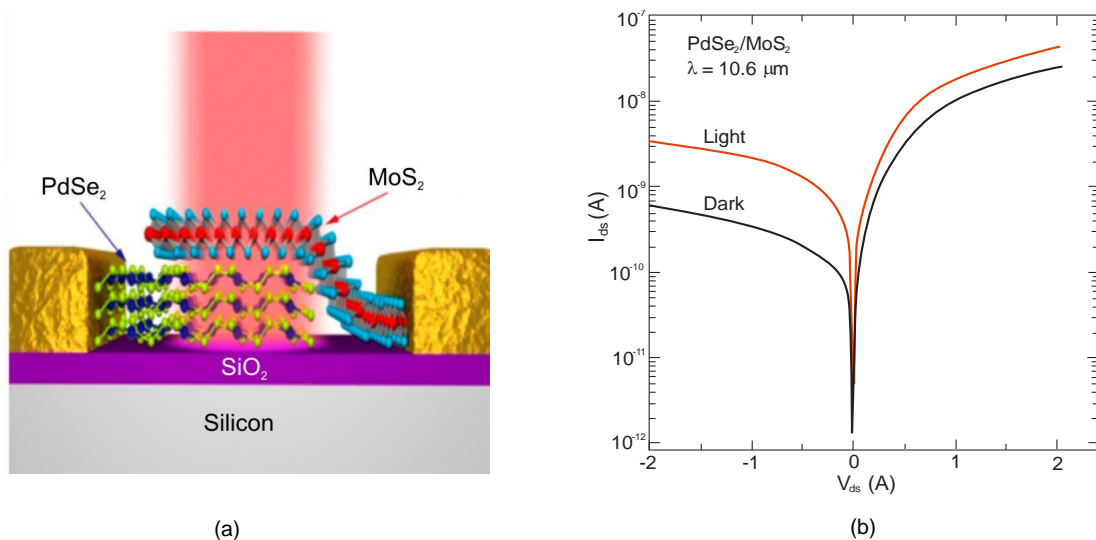 PdSe₂
MoS₂
SiO₂
Silicon
(a)
10⁻⁷
10⁻⁸
10⁻⁹
10⁻¹⁰
10⁻¹¹
10⁻¹²
I_ds (A)
PdSe₂/MoS₂
λ = 10.6 μm
Light
Dark
-2 -1 0 1 2
V_ds (A)
(b)